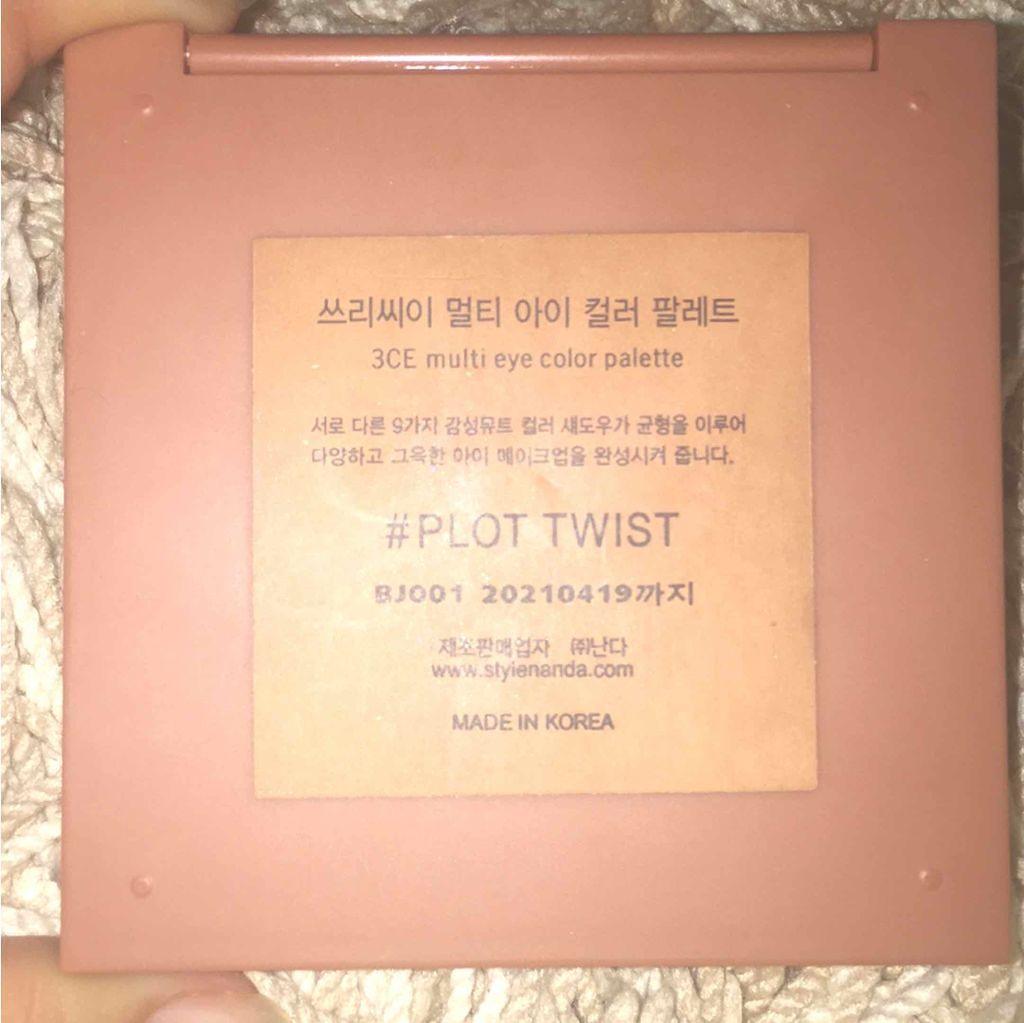 쓰리씨이 멀티 아이 컬러 팔레트
3CE multi eye color palette
서로 다른 9가지 감성뮤트 컬러 섀도우가 균형을 이루어
다양하고 그윽한 아이 메이크업을 완성시켜 줍니다.
#PLOT TWIST
BJ001 20210419까지
제조판매업자 ㈜난다
www.stylenanda.com
MADE IN KOREA